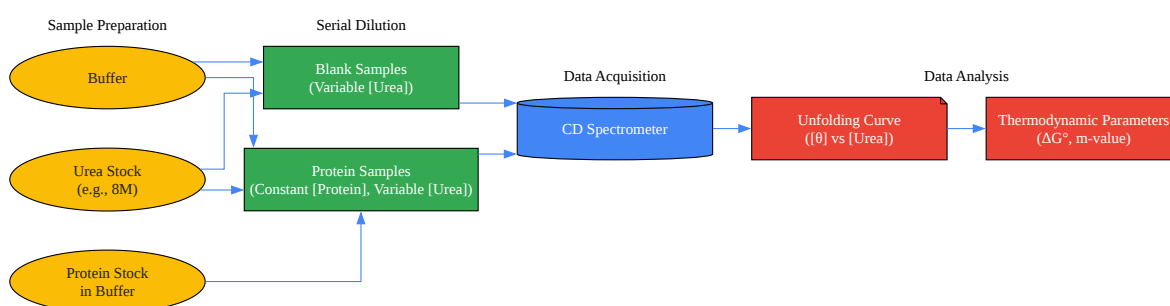 Sample Preparation
Serial Dilution
Data Acquisition
Data Analysis
Buffer
Urea Stock
(e.g., 8M)
Protein Stock
in Buffer
Blank Samples
(Variable [Urea])
Protein Samples
(Constant [Protein], Variable [Urea])
CD Spectrometer
Unfolding Curve
([θ] vs [Urea])
Thermodynamic Parameters
(ΔG°, m-value)